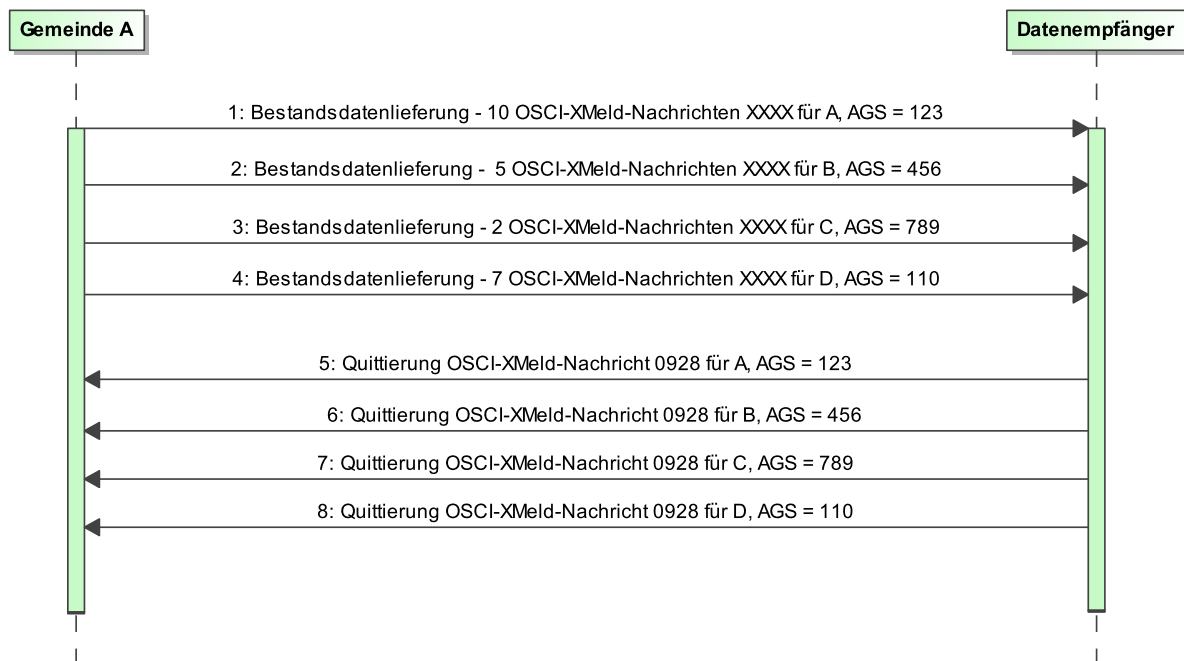 Gemeinde A
Datenempfänger
1: Bestandsdatenlieferung - 10 OSCI-XMeld-Nachrichten XXXX für A, AGS = 123
2: Bestandsdatenlieferung - 5 OSCI-XMeld-Nachrichten XXXX für B, AGS = 456
3: Bestandsdatenlieferung - 2 OSCI-XMeld-Nachrichten XXXX für C, AGS = 789
4: Bestandsdatenlieferung - 7 OSCI-XMeld-Nachrichten XXXX für D, AGS = 110
5: Quittierung OSCI-XMeld-Nachricht 0928 für A, AGS = 123
6: Quittierung OSCI-XMeld-Nachricht 0928 für B, AGS = 456
7: Quittierung OSCI-XMeld-Nachricht 0928 für C, AGS = 789
8: Quittierung OSCI-XMeld-Nachricht 0928 für D, AGS = 110